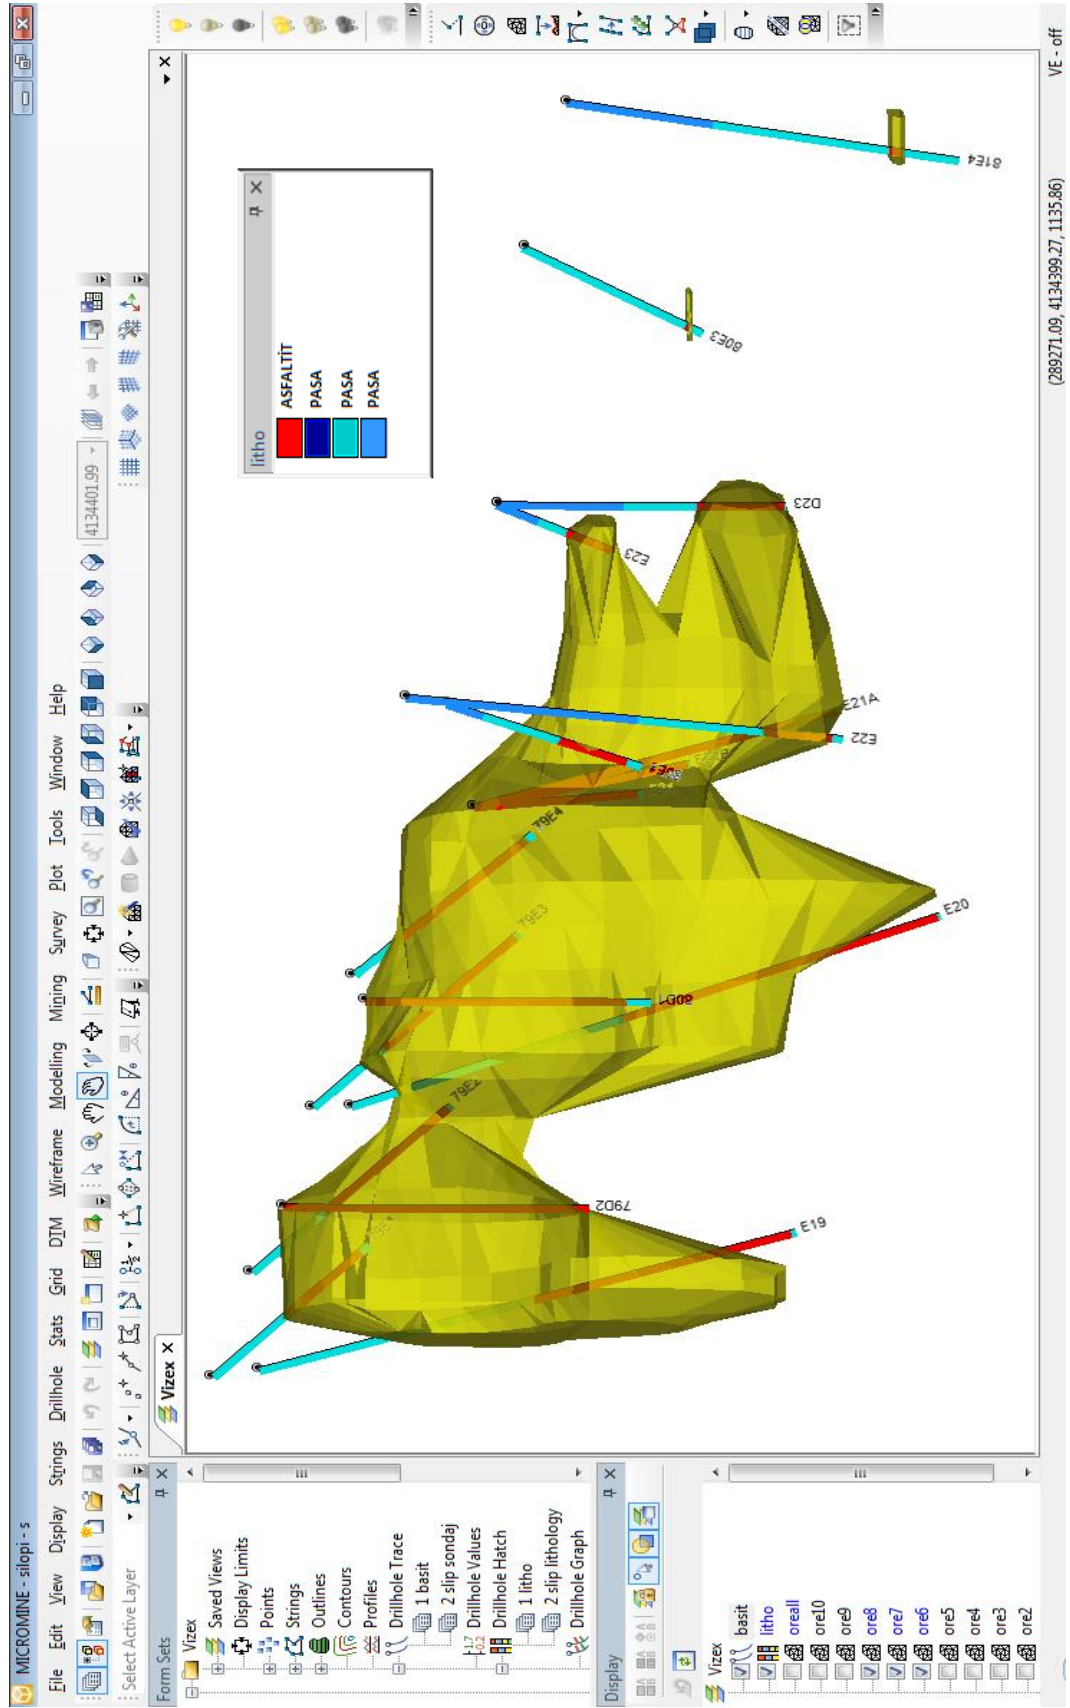 MICROMINE - silopi - s
File Edit View Display Strings Drillhole Stats Grid DTM Wireframe Modelling Mining Survey Plot Tools Window Help
4134401.99
Select Active Layer
Form Sets
Vizex
Saved Views
Display Limits
Points
Strings
Outlines
Contours
Profiles
Drillhole Trace
1 basit
2 slip sondaj
Drillhole Values
Drillhole Hatch
1 litho
2 slip lithology
Drillhole Graph
Display
Vizex
basit
litho
oreall
ore10
ore9
ore8
ore7
ore6
ore5
ore4
ore3
ore2
Vizex X
litho
ASFALTİT
PASA
PASA
PASA
79E2
79D2
E19
79E3
79E4
80D1
E20
E21A
E22
E23
D23
80E3
81E4
(289271.09, 4134399.27, 1135.86)
VE - off